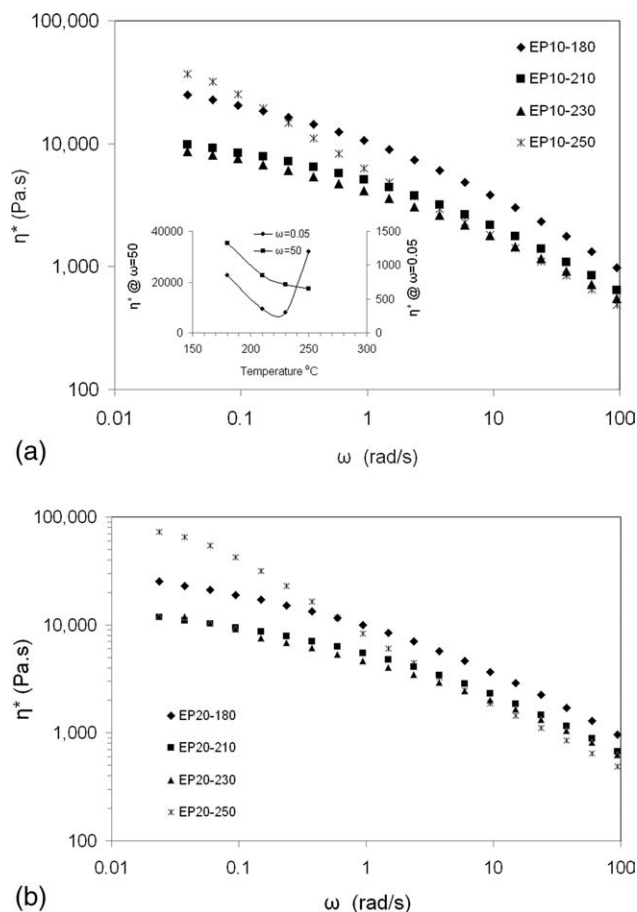 100,000
10,000
1,000
100
η* (Pa.s)
EP10-180
EP10-210
EP10-230
EP10-250
ω=0.05
ω=50
40000
20000
0
η* @ ω=50
1500
1000
500
0
η* @ ω=0.05
150 200 250 300
Temperature °C
0.01 0.1 1 10 100
ω (rad/s)
(a)
100,000
10,000
1,000
100
η* (Pa.s)
EP20-180
EP20-210
EP20-230
EP20-250
0.01 0.1 1 10 100
ω (rad/s)
(b)